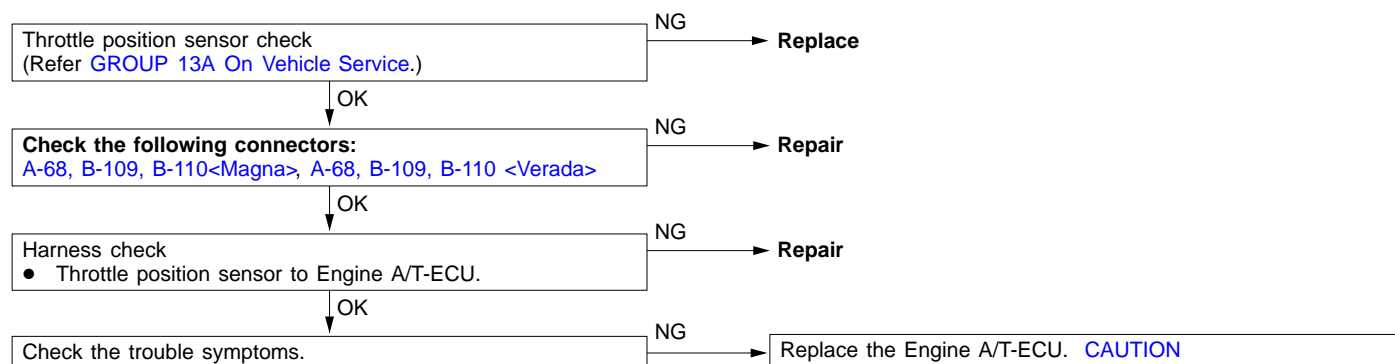 Throttle position sensor check
(Refer GROUP 13A On Vehicle Service.)
NG
Replace
OK
Check the following connectors:
A-68, B-109, B-110<Magna>, A-68, B-109, B-110 <Verada>
NG
Repair
OK
Harness check
● Throttle position sensor to Engine A/T-ECU.
NG
Repair
OK
Check the trouble symptoms.
NG
Replace the Engine A/T-ECU. CAUTION